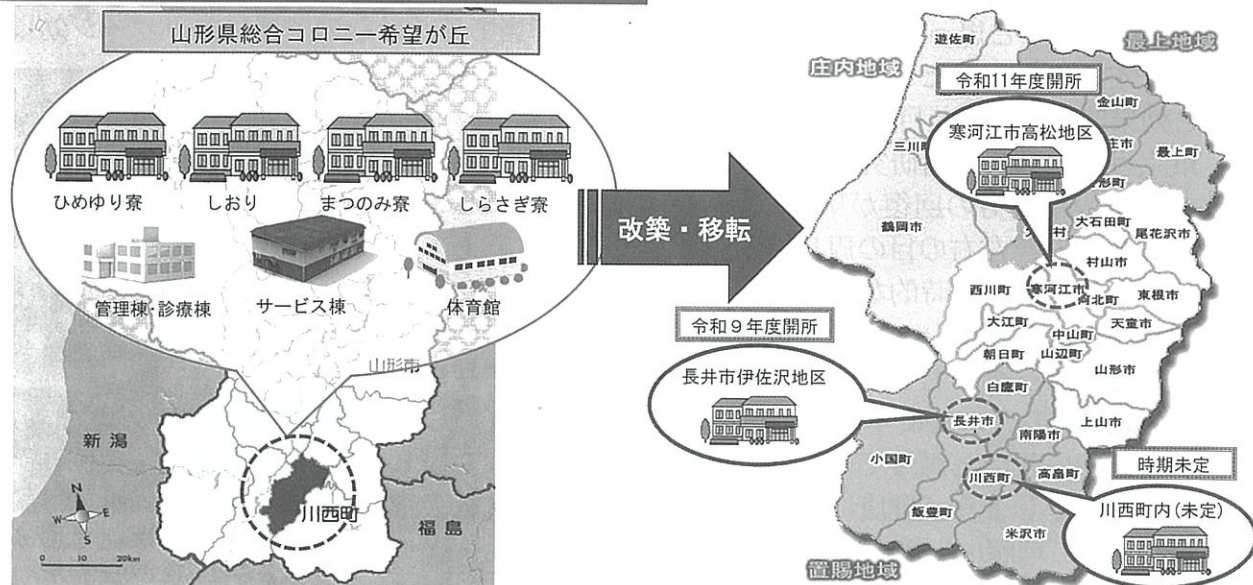 山形県総合コロニー希望が丘
ひめゆり寮
しおり
まつのみ寮
しらさぎ寮
管理棟・診療棟
サービス棟
体育館
山形市
新潟
川西町
福島
N
W
E
S
0 10 20km
改築・移転
遊佐町
庄内地域
最上地域
令和11年度開所
金山町
寒河江市高松地区
三川町
庄市
最上町
形町
鶴岡市
村
大石田町
尾花沢市
村山市
西川町
寒河江市
河北町
東根市
令和9年度開所
大江町
中山町
天童市
朝日町
山辺町
山形市
長井市伊佐沢地区
白鷹町
長井市
南陽市
上山市
小国町
時期未定
川西町
高畠町
飯豊町
川西町内(未定)
米沢市
置賜地域